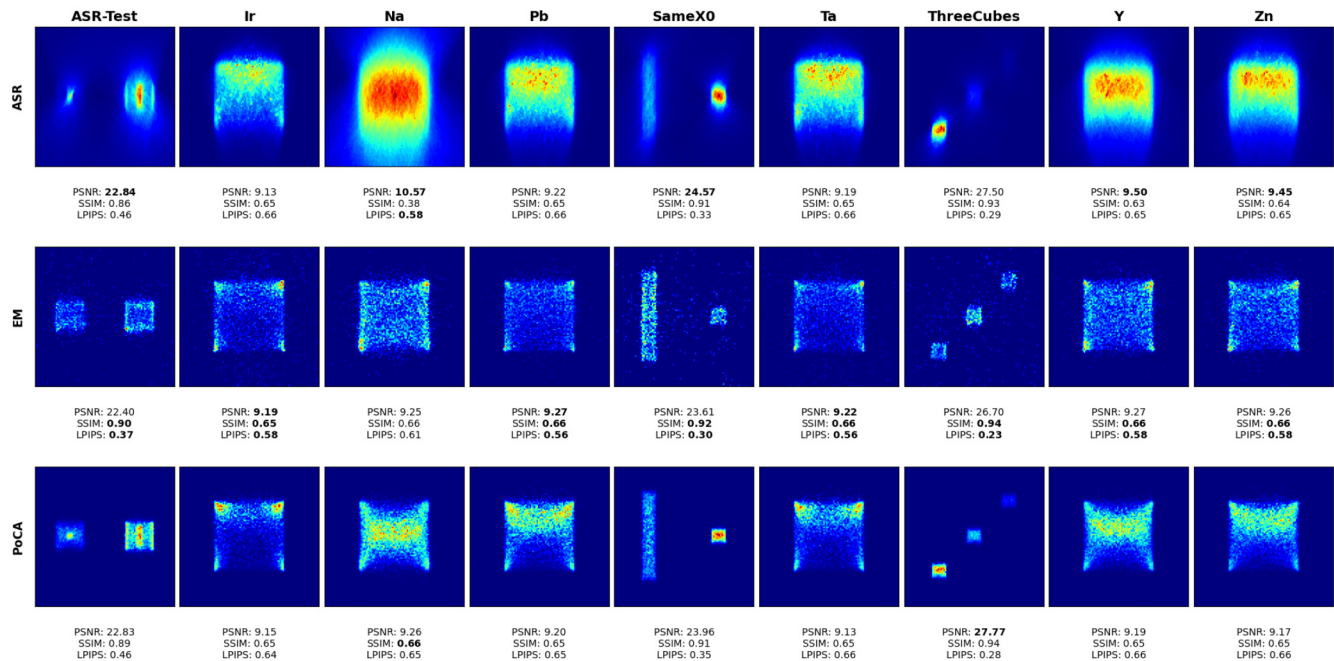 ASR-Test Ir Na Pb SameX0 Ta ThreeCubes Y Zn
ASR
PSNR: 22.84 PSNR: 9.13 PSNR: 10.57 PSNR: 9.22 PSNR: 24.57 PSNR: 9.19 PSNR: 27.50 PSNR: 9.50 PSNR: 9.45
SSIM: 0.86 SSIM: 0.65 SSIM: 0.38 SSIM: 0.65 SSIM: 0.91 SSIM: 0.65 SSIM: 0.93 SSIM: 0.63 SSIM: 0.64
LPIPS: 0.46 LPIPS: 0.66 LPIPS: 0.58 LPIPS: 0.66 LPIPS: 0.33 LPIPS: 0.66 LPIPS: 0.29 LPIPS: 0.65 LPIPS: 0.65
EM
PSNR: 22.40 PSNR: 9.19 PSNR: 9.25 PSNR: 9.27 PSNR: 23.61 PSNR: 9.22 PSNR: 26.70 PSNR: 9.27 PSNR: 9.26
SSIM: 0.90 SSIM: 0.65 SSIM: 0.66 SSIM: 0.66 SSIM: 0.92 SSIM: 0.66 SSIM: 0.94 SSIM: 0.66 SSIM: 0.66
LPIPS: 0.37 LPIPS: 0.58 LPIPS: 0.61 LPIPS: 0.56 LPIPS: 0.30 LPIPS: 0.56 LPIPS: 0.23 LPIPS: 0.58 LPIPS: 0.58
PoCA
PSNR: 22.83 PSNR: 9.15 PSNR: 9.26 PSNR: 9.20 PSNR: 23.96 PSNR: 9.13 PSNR: 27.77 PSNR: 9.19 PSNR: 9.17
SSIM: 0.89 SSIM: 0.65 SSIM: 0.66 SSIM: 0.65 SSIM: 0.91 SSIM: 0.65 SSIM: 0.94 SSIM: 0.65 SSIM: 0.65
LPIPS: 0.46 LPIPS: 0.64 LPIPS: 0.65 LPIPS: 0.65 LPIPS: 0.35 LPIPS: 0.66 LPIPS: 0.28 LPIPS: 0.66 LPIPS: 0.66